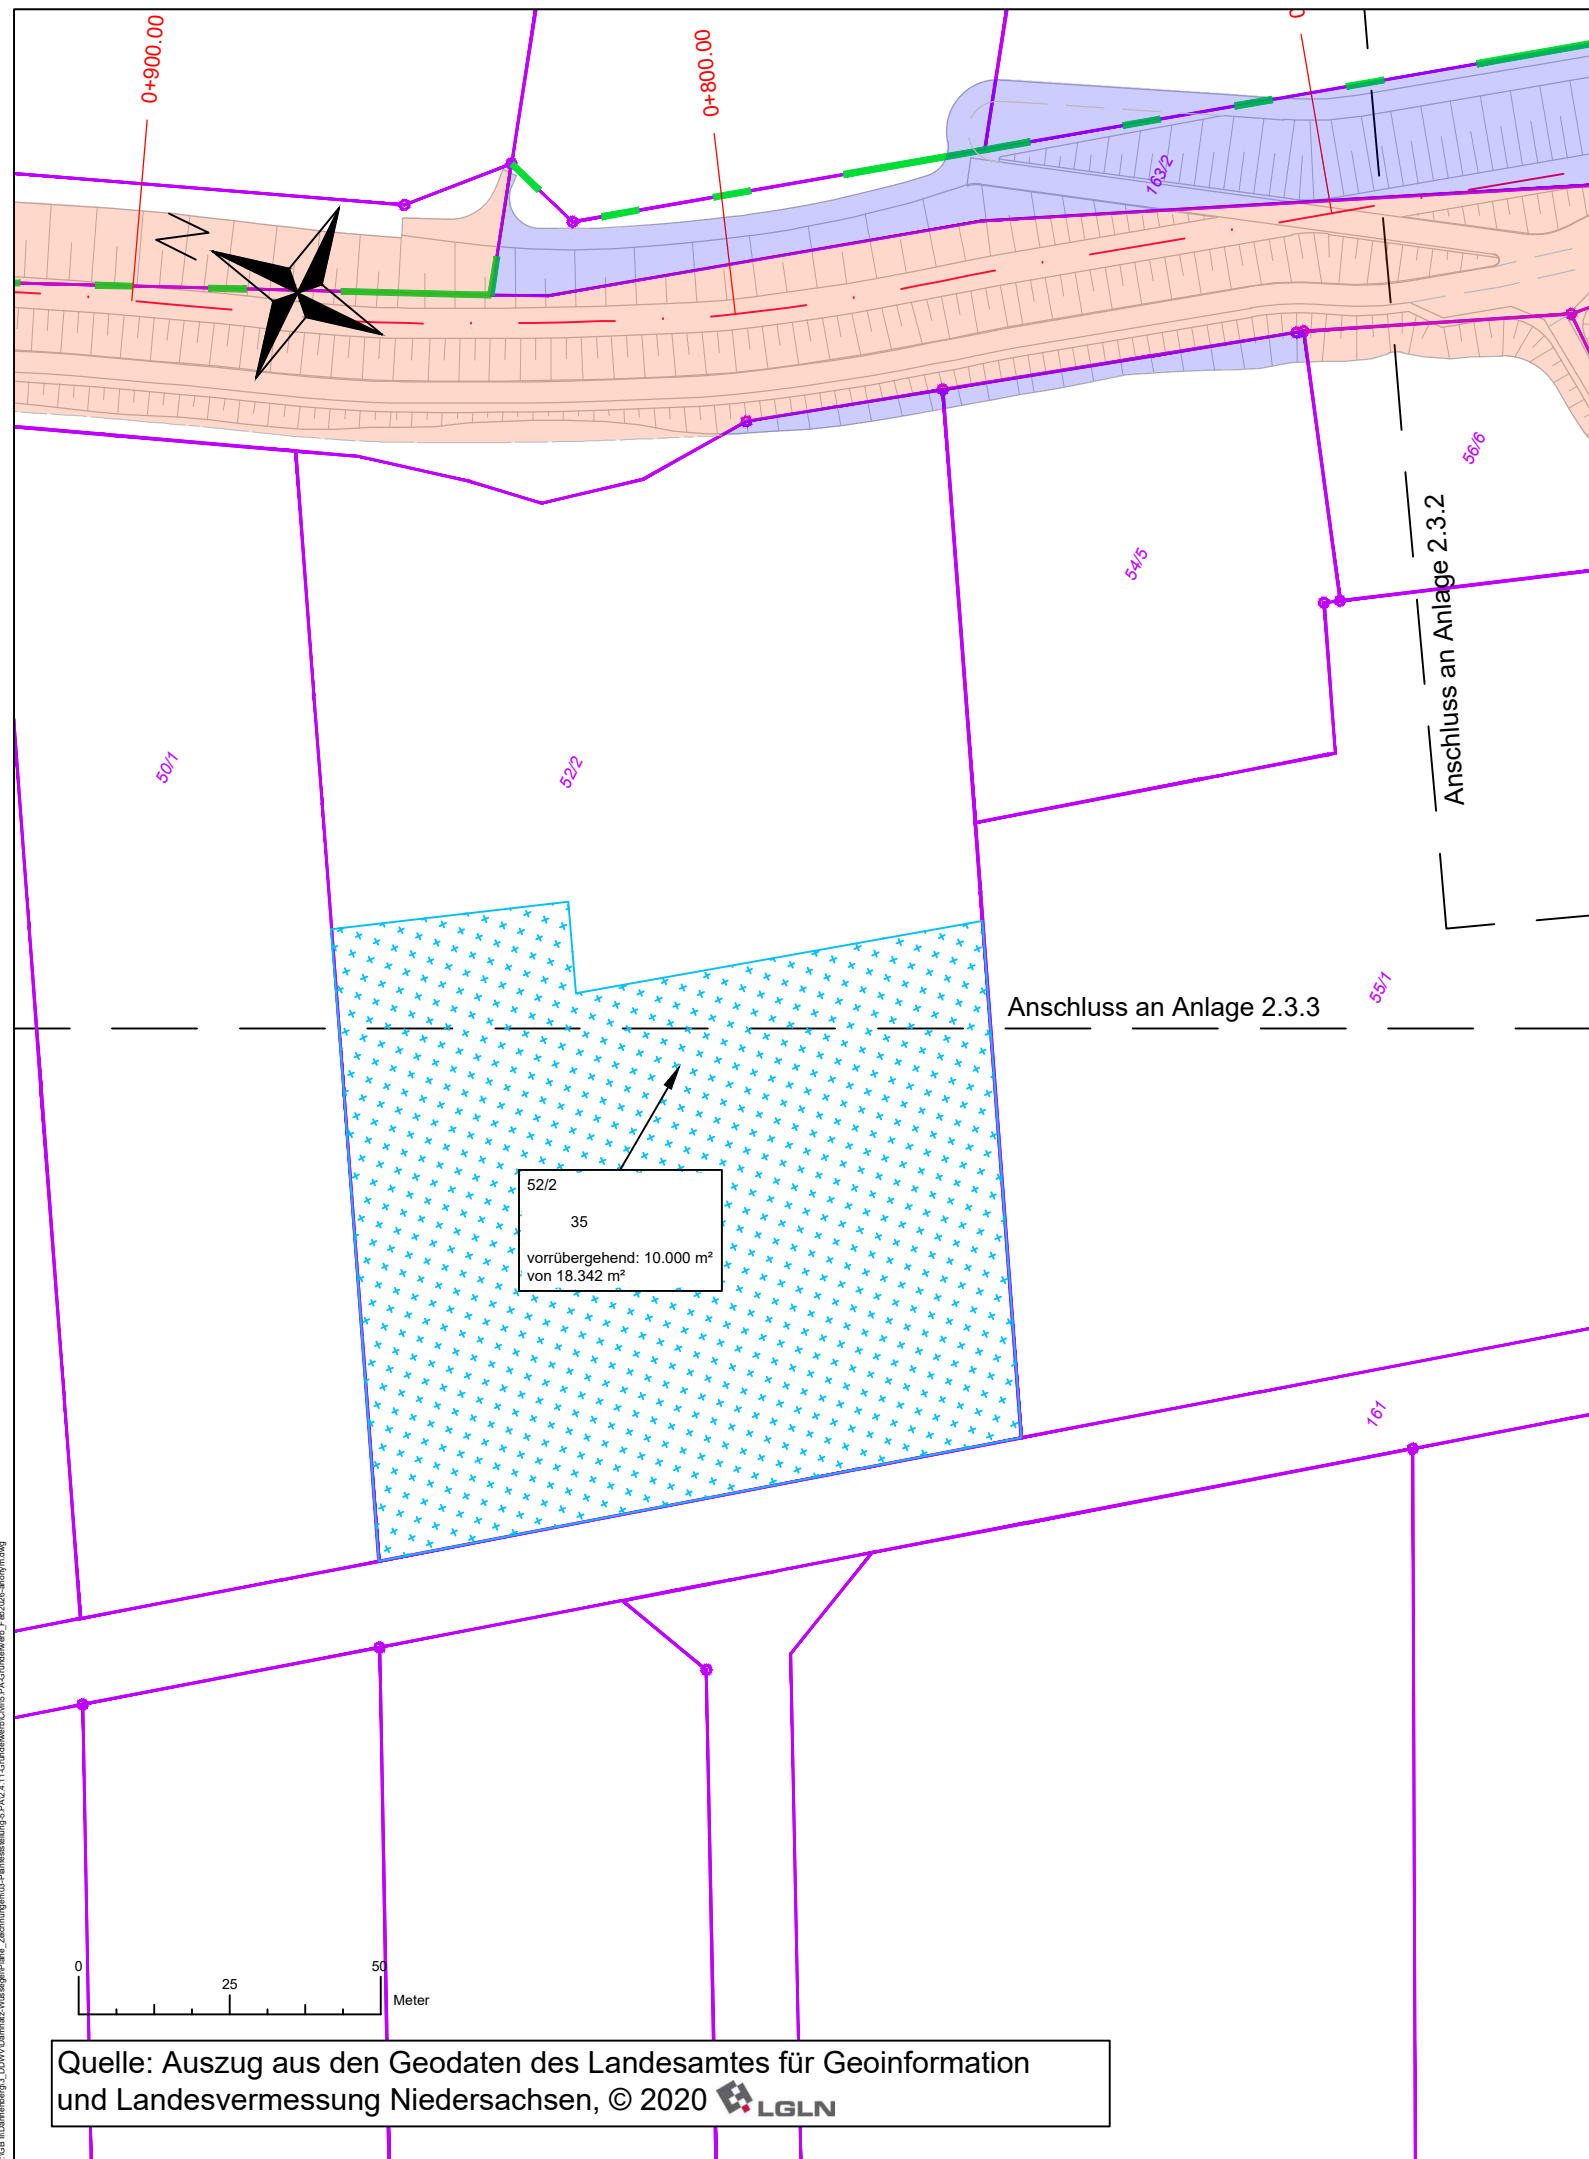 0+900.00
0+800.00
0
163/2
56/6
54/5
Anschluss an Anlage 2.3.2
50/1
52/2
55/1
Anschluss an Anlage 2.3.3
52/2
35
vorrübergehend: 10.000 m²
von 18.342 m²
161
0
25
50
Meter
Quelle: Auszug aus den Geodaten des Landesamtes für Geoinformation
und Landesvermessung Niedersachsen, © 2020 LGLN